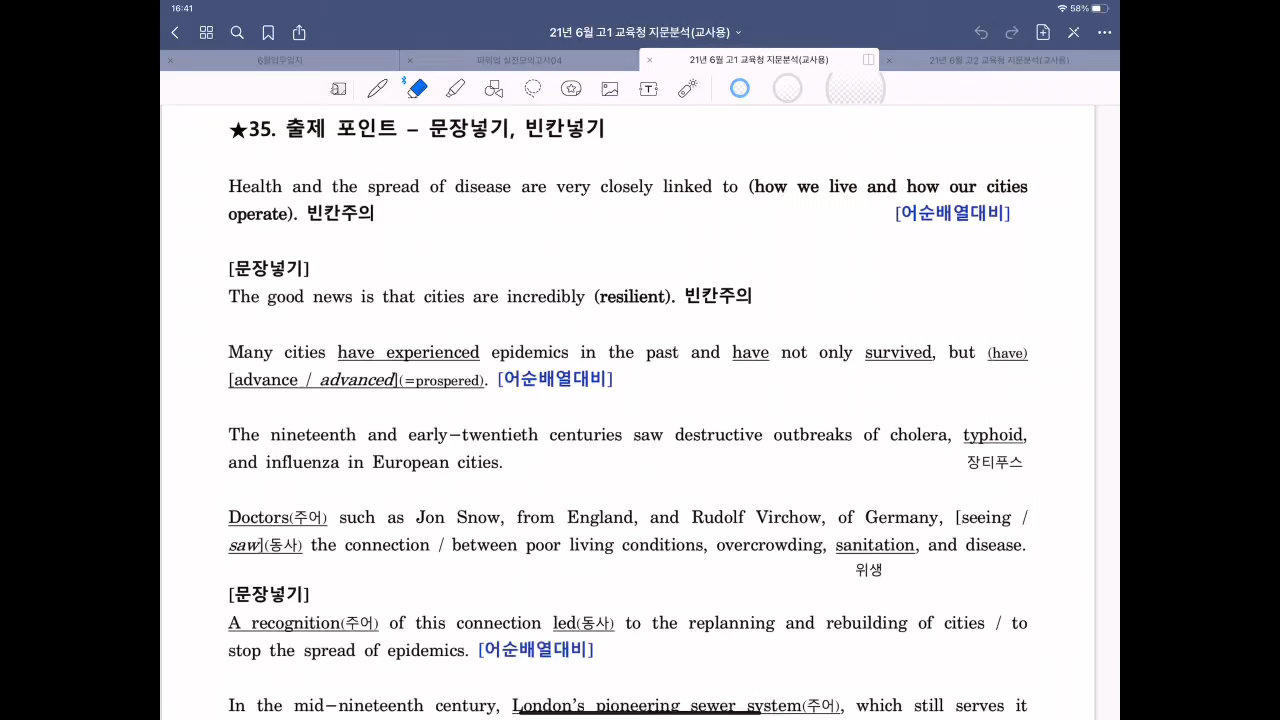 16:41
58%
21년 6월 고1 교육청 지문분석(교사용)
6월업무일지
파워업 실전모의고사04
21년 6월 고1 교육청 지문분석(교사용)
21년 6월 고2 교육청 지문분석(교사용)
★35. 출제 포인트 – 문장넣기, 빈칸넣기
Health and the spread of disease are very closely linked to (how we live and how our cities
operate). 빈칸주의 [어순배열대비]
[문장넣기]
The good news is that cities are incredibly (resilient). 빈칸주의
Many cities have experienced epidemics in the past and have not only survived, but (have)
[advance / advanced](=prospered). [어순배열대비]
The nineteenth and early–twentieth centuries saw destructive outbreaks of cholera, typhoid,
and influenza in European cities. 장티푸스
Doctors(주어) such as Jon Snow, from England, and Rudolf Virchow, of Germany, [seeing /
saw](동사) the connection / between poor living conditions, overcrowding, sanitation, and disease.
위생
[문장넣기]
A recognition(주어) of this connection led(동사) to the replanning and rebuilding of cities / to
stop the spread of epidemics. [어순배열대비]
In the mid–nineteenth century, London's pioneering sewer system(주어), which still serves it